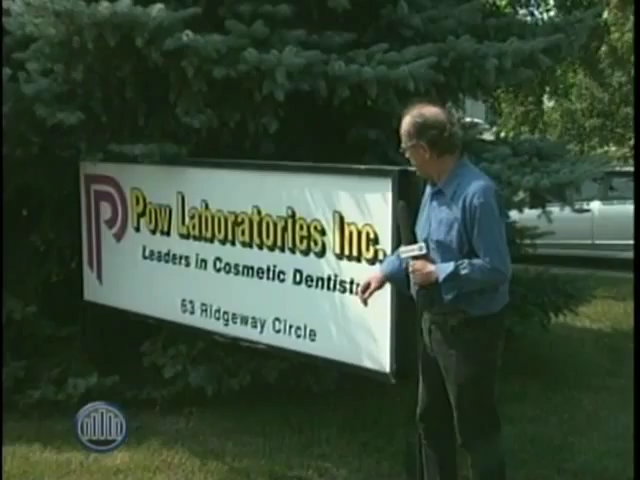 Pow Laboratories Inc.
Leaders in Cosmetic Dentistr
63 Ridgeway Circle